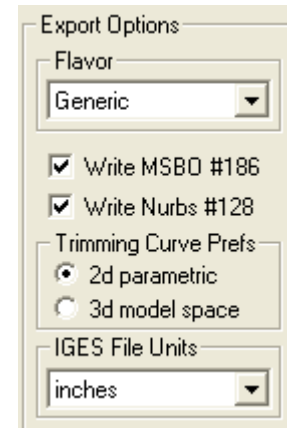 Export Options
Flavor
Generic
Write MSBO #186
Write Nurbs #128
Trimming Curve Prefs
2d parametric
3d model space
IGES File Units
inches